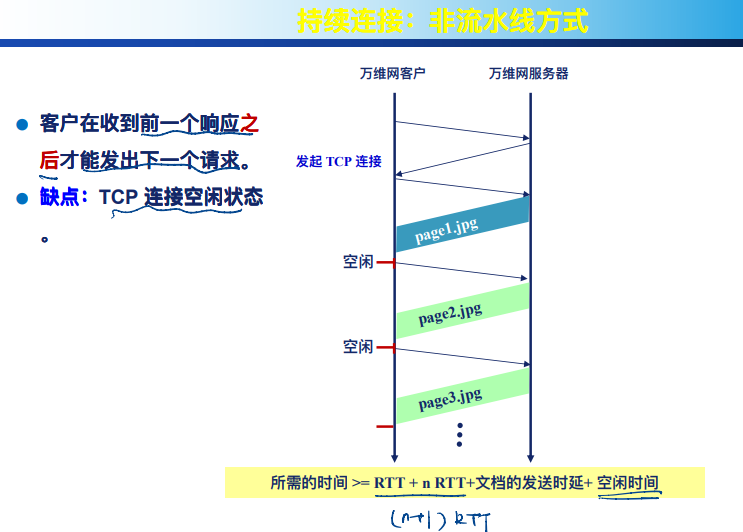 持续连接：非流水线方式
客户在收到前一个响应之
后才能发出下一个请求。
缺点：TCP 连接空闲状态
。
万维网客户
万维网服务器
发起 TCP 连接
page1.jpg
空闲
page2.jpg
空闲
page3.jpg
所需的时间 >= RTT + n RTT+文档的发送时延+ 空闲时间
(n+1) RTT